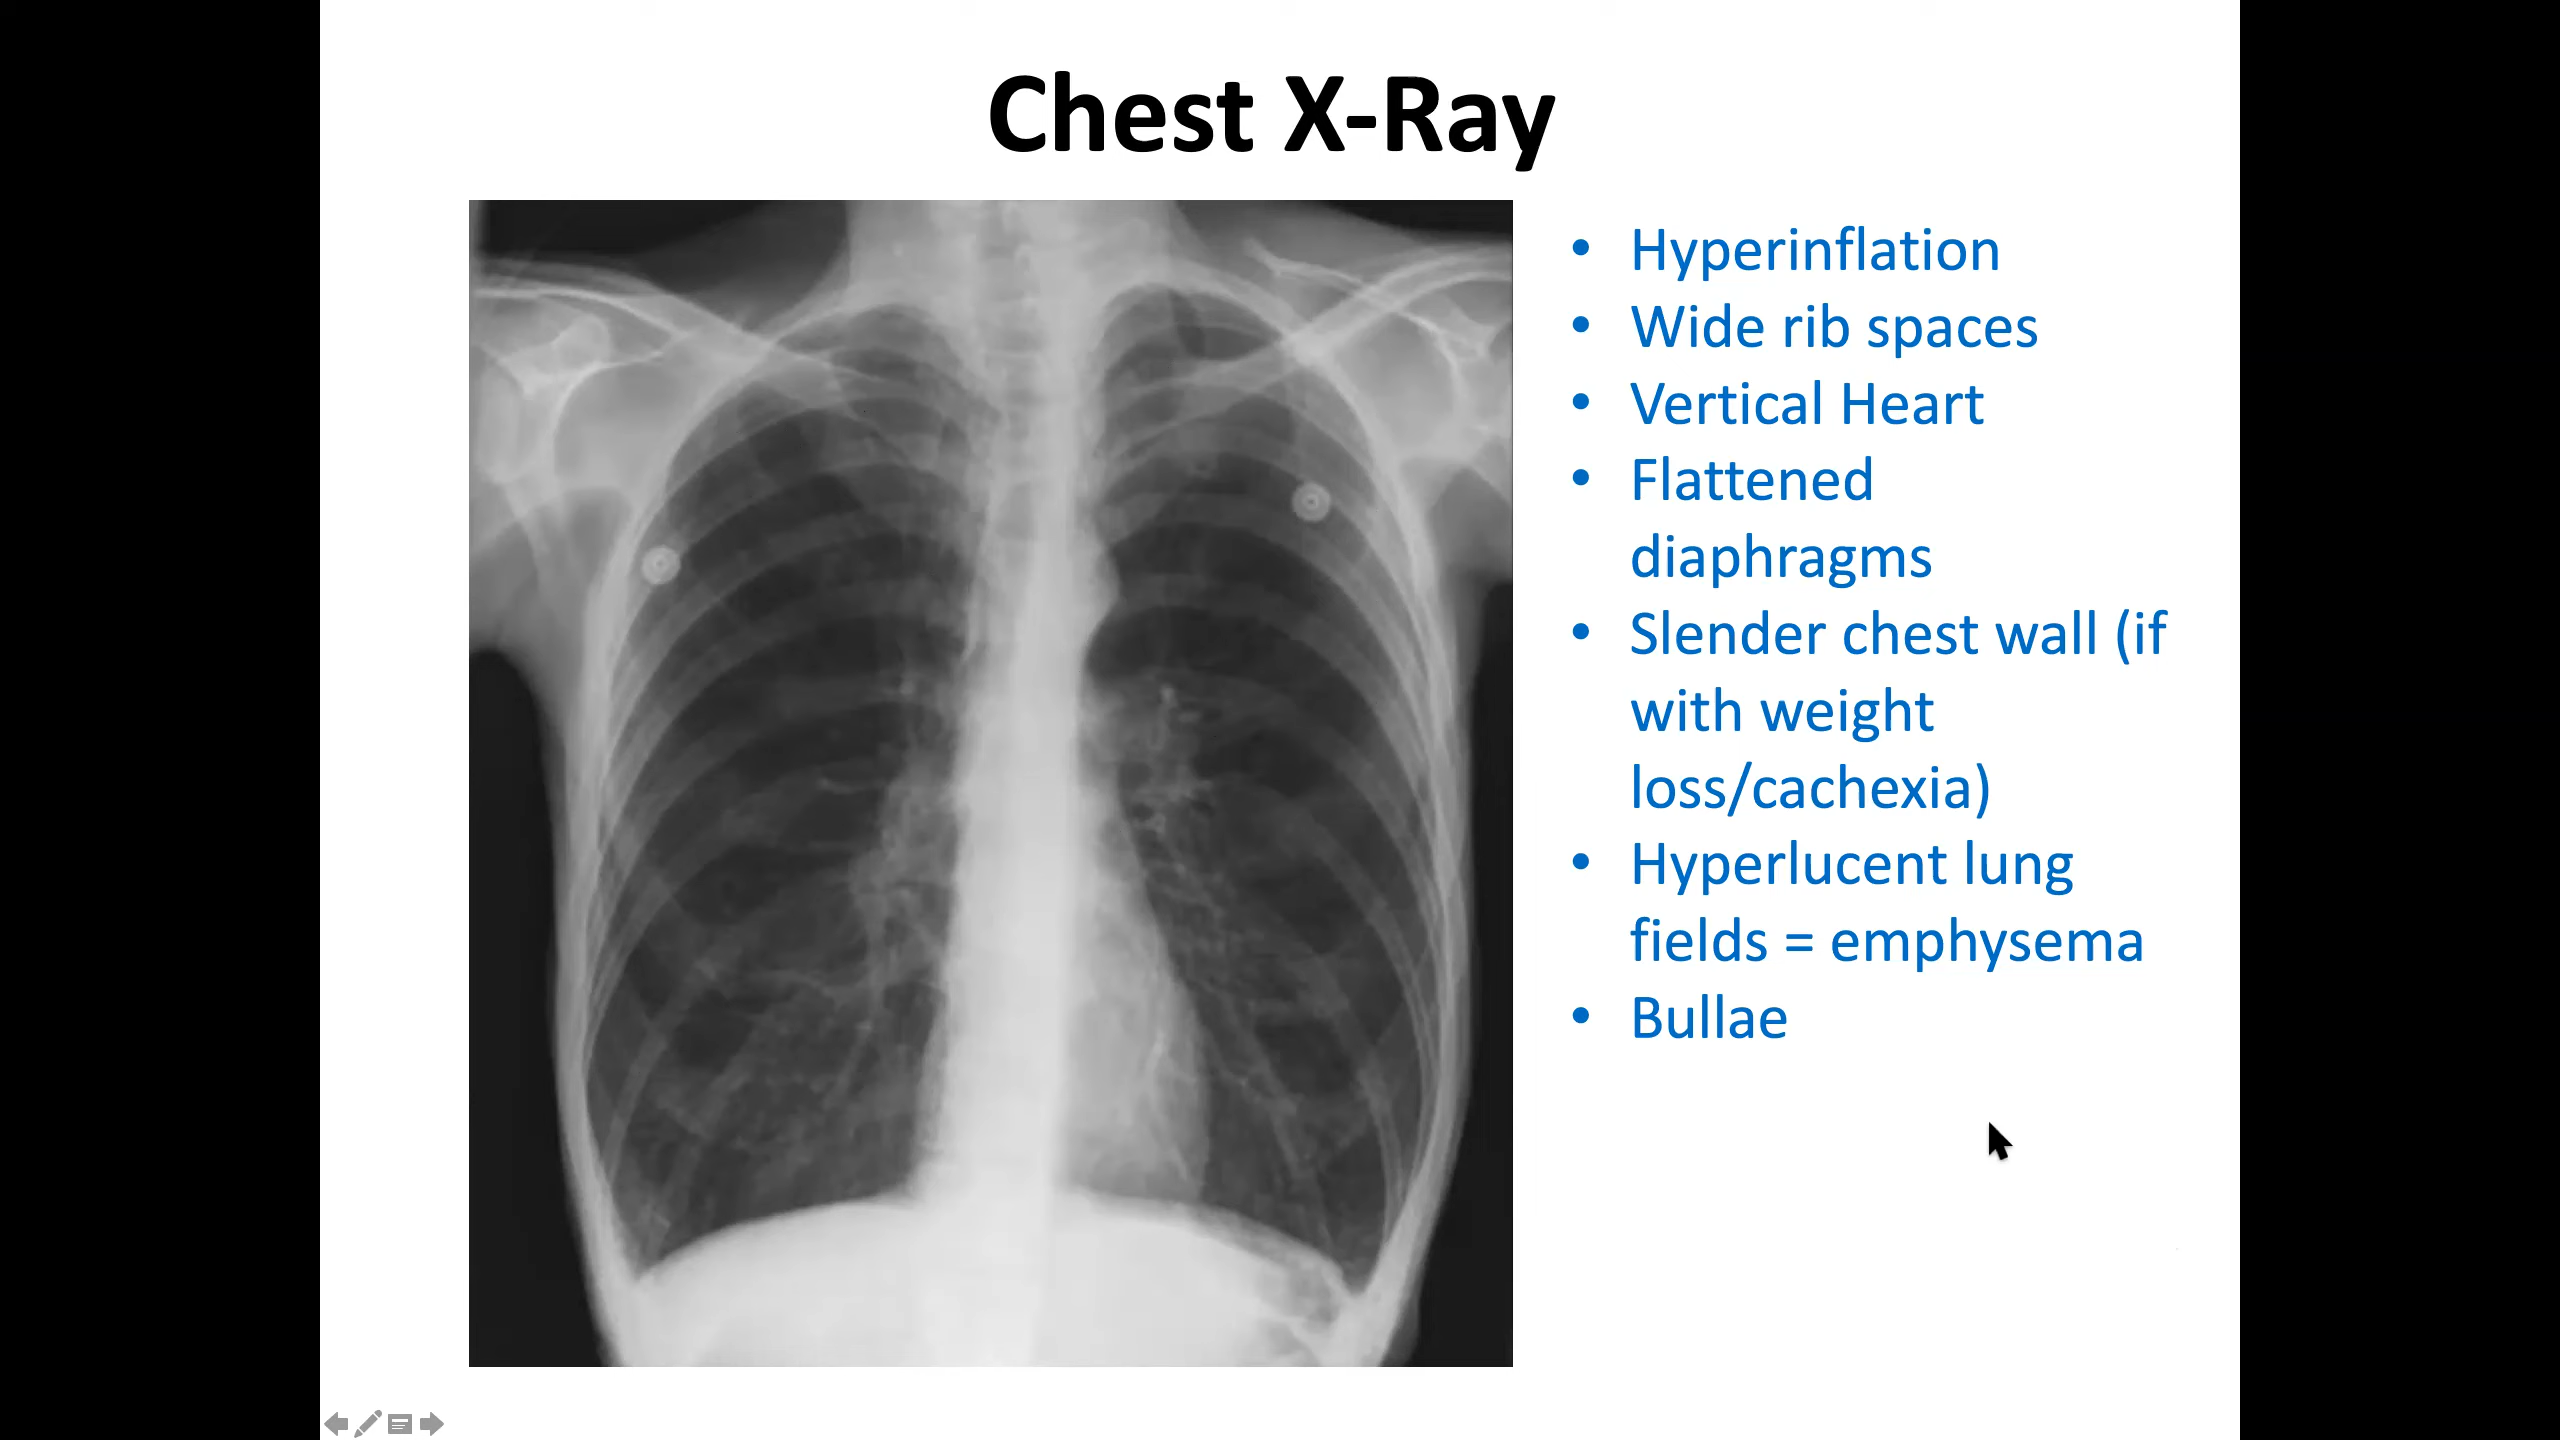 Chest X-Ray
• Hyperinflation
• Wide rib spaces
• Vertical Heart
• Flattened
diaphragms
• Slender chest wall (if
with weight
loss/cachexia)
• Hyperlucent lung
fields = emphysema
• Bullae